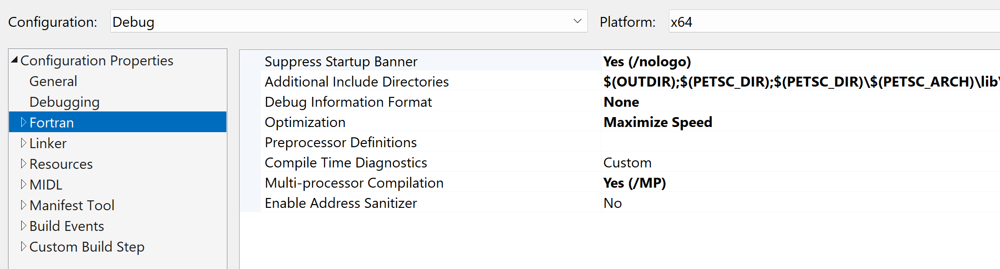 Configuration: Debug Platform: x64
Configuration Properties
General
Debugging
Fortran
Linker
Resources
MIDL
Manifest Tool
Build Events
Custom Build Step
Suppress Startup Banner Yes (/nologo)
Additional Include Directories $(OUTDIR);$(PETSC_DIR);$(PETSC_DIR)\$(PETSC_ARCH)\lib\
Debug Information Format None
Optimization Maximize Speed
Preprocessor Definitions
Compile Time Diagnostics Custom
Multi-processor Compilation Yes (/MP)
Enable Address Sanitizer No